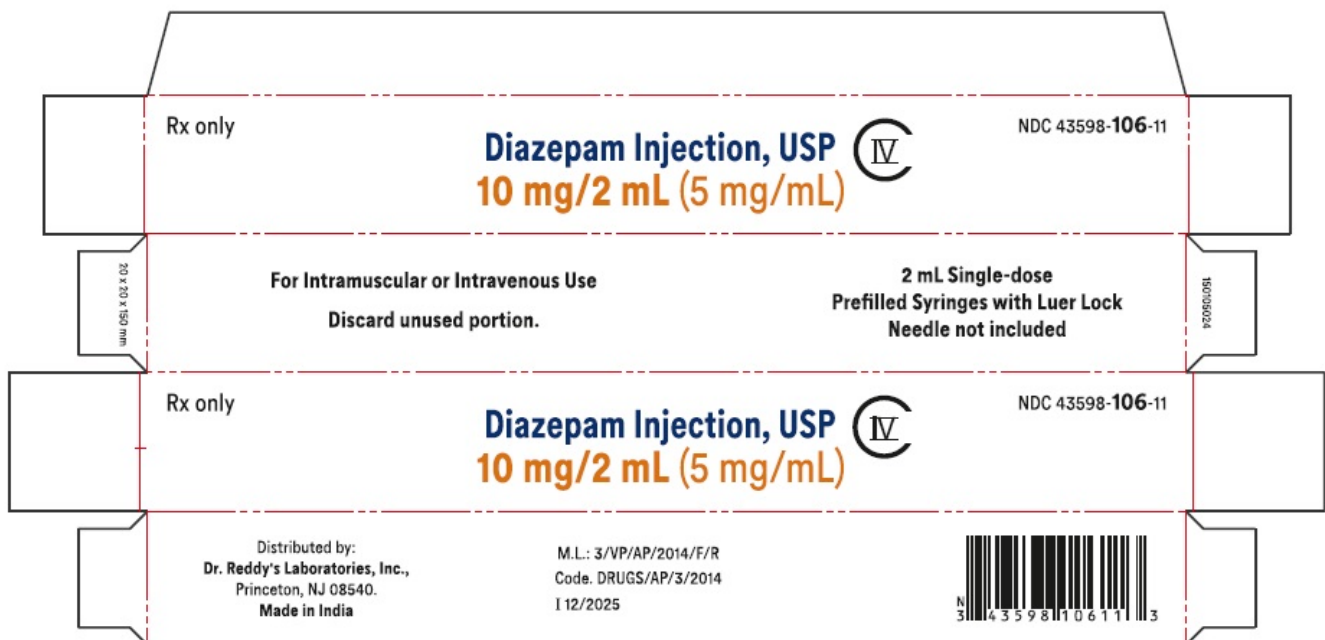 Rx only
Diazepam Injection, USP CIV
10 mg/2 mL (5 mg/mL)
NDC 43598-106-11
20 x 20 x 150 mm
For Intramuscular or Intravenous Use
Discard unused portion.
2 mL Single-dose
Prefilled Syringes with Luer Lock
Needle not included
150105024
Rx only
Diazepam Injection, USP CIV
10 mg/2 mL (5 mg/mL)
NDC 43598-106-11
Distributed by:
Dr. Reddy's Laboratories, Inc.,
Princeton, NJ 08540.
Made in India
M.L.: 3/VP/AP/2014/F/R
Code. DRUGS/AP/3/2014
I 12/2025
N
3 43598 10611 3